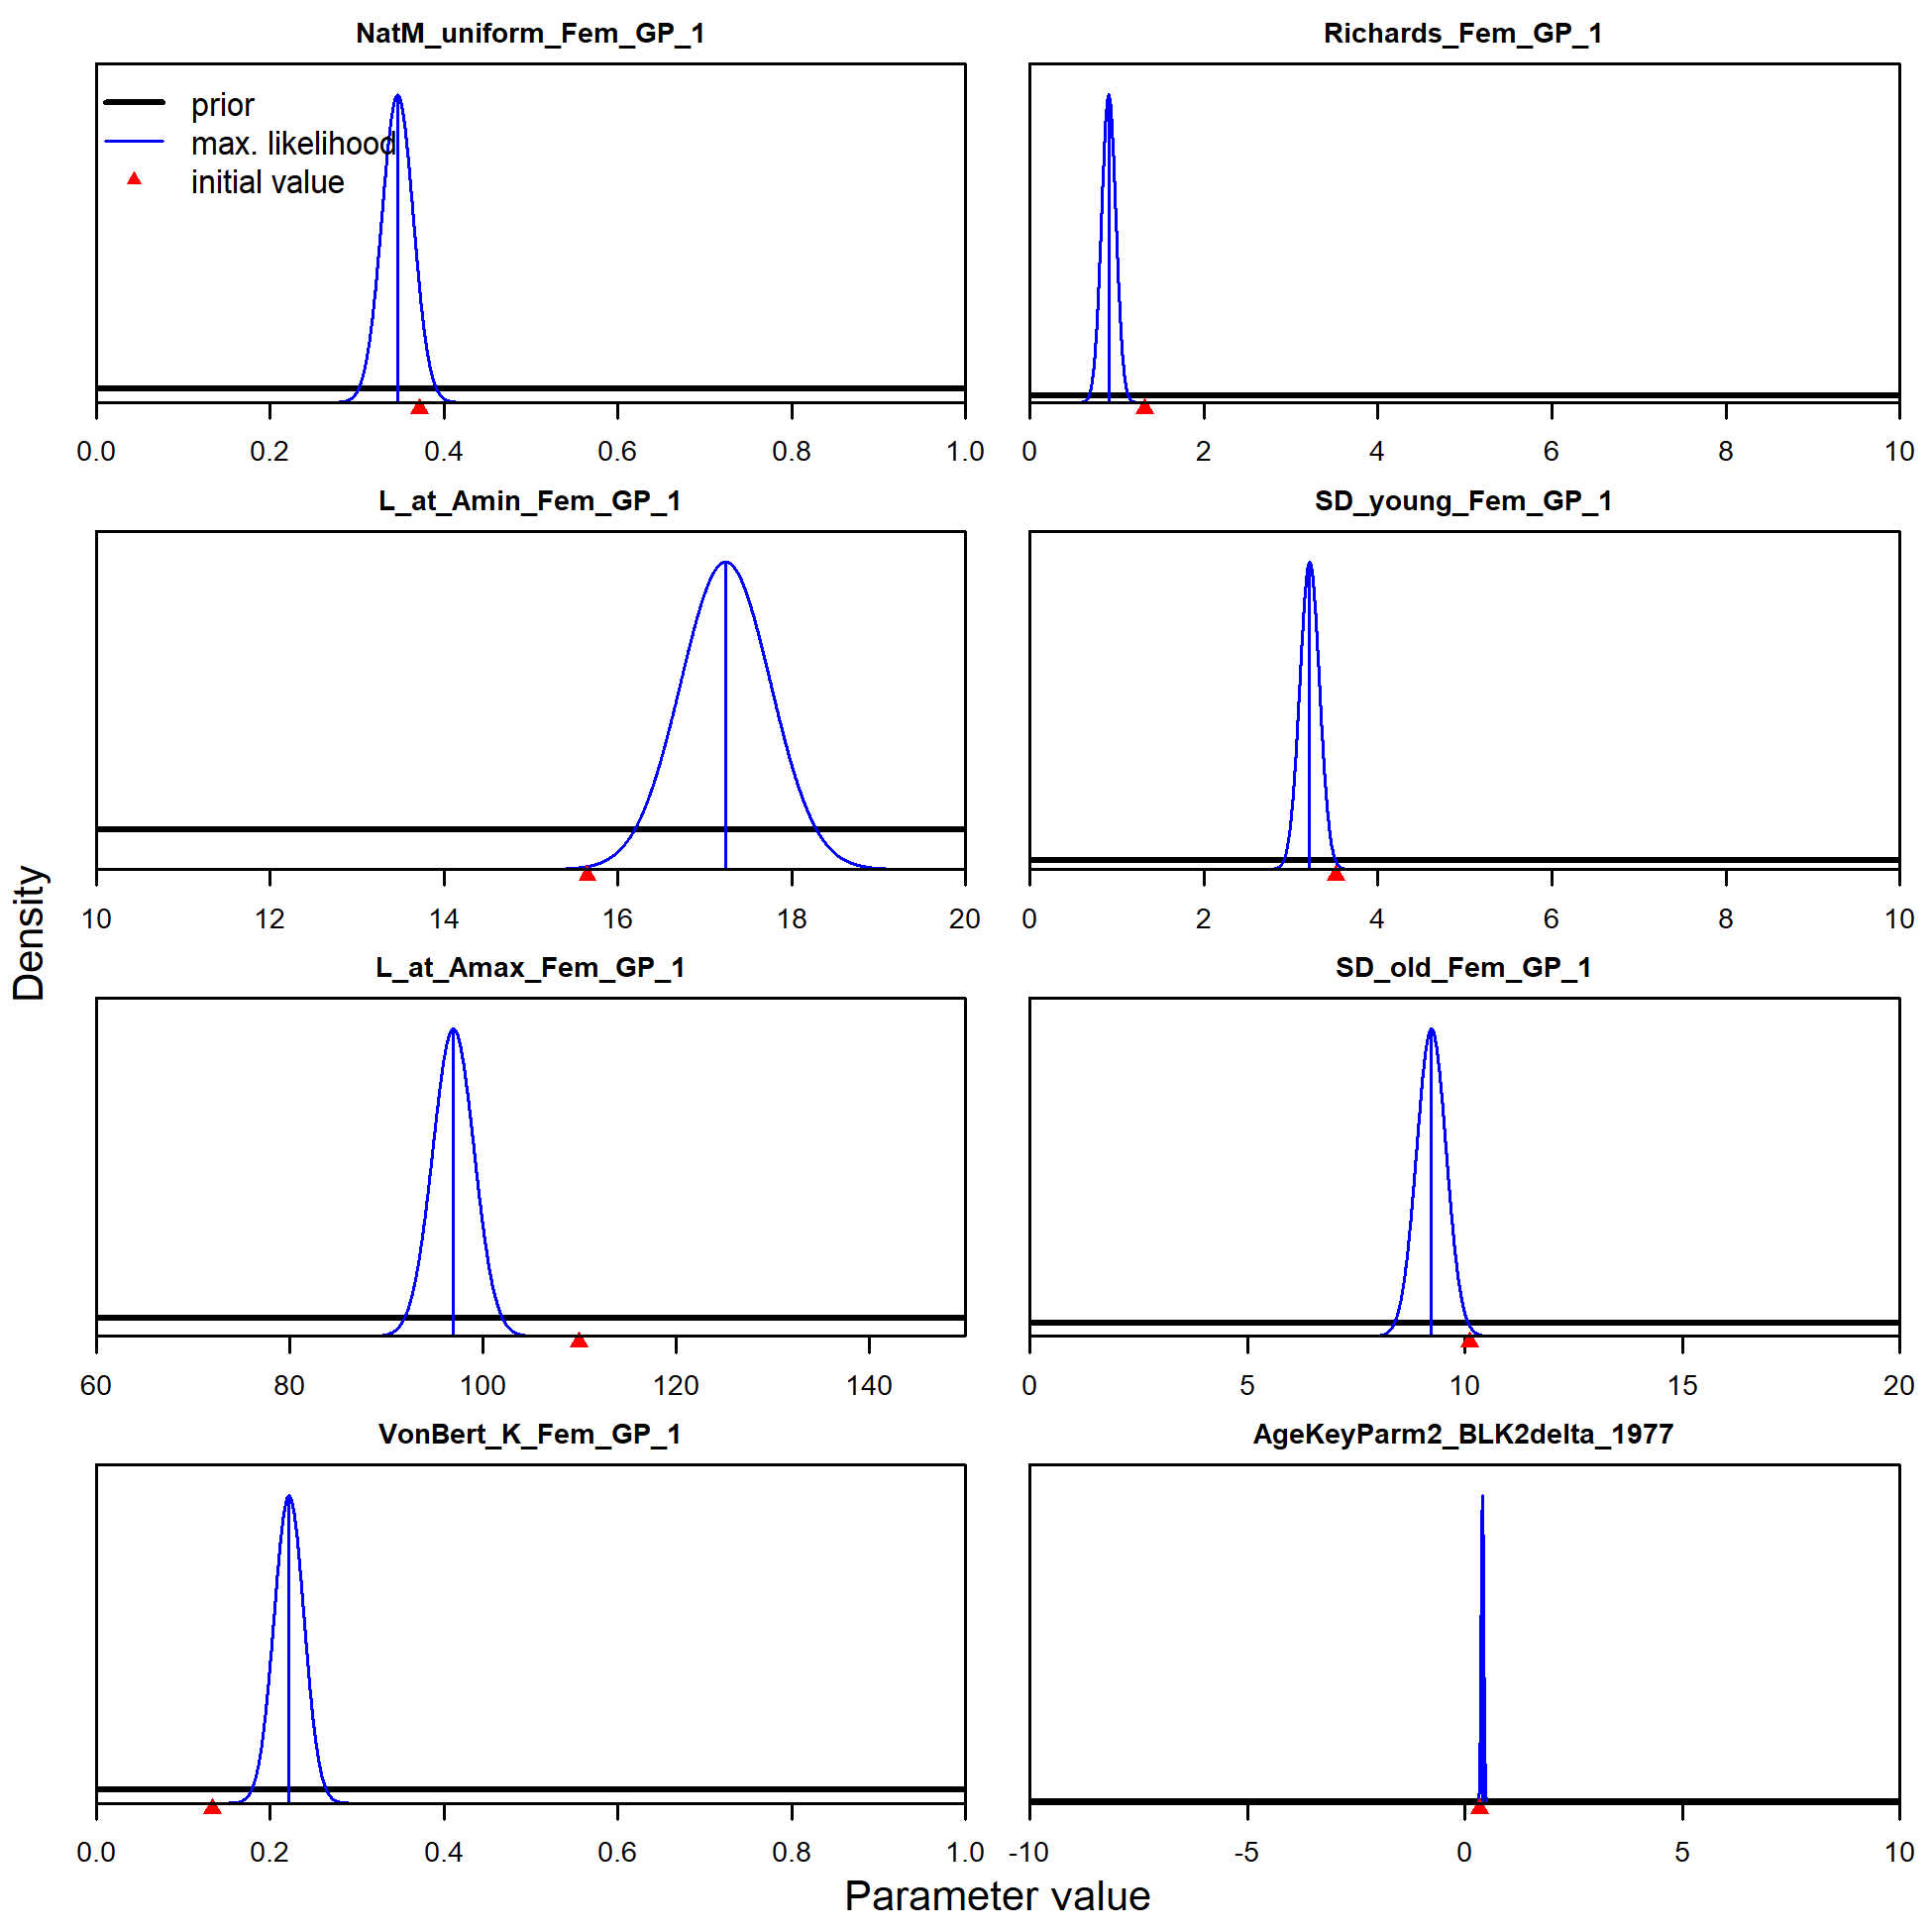 NatM_uniform_Fem_GP_1
Richards_Fem_GP_1
prior
max. likelihood
initial value
0.0 0.2 0.4 0.6 0.8 1.0
0 2 4 6 8 10
L_at_Amin_Fem_GP_1
SD_young_Fem_GP_1
10 12 14 16 18 20
0 2 4 6 8 10
L_at_Amax_Fem_GP_1
SD_old_Fem_GP_1
60 80 100 120 140
0 5 10 15 20
VonBert_K_Fem_GP_1
AgeKeyParm2_BLK2delta_1977
0.0 0.2 0.4 0.6 0.8 1.0
-10 -5 0 5 10
Density
Parameter value